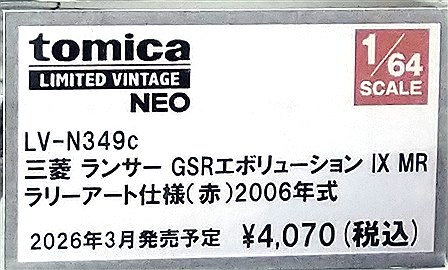 tomica
LIMITED VINTAGE
NEO
1/64
SCALE
LV-N349c
三菱 ランサー GSRエボリューション IX MR
ラリーアート仕様(赤)2006年式
2026年3月発売予定 ¥4,070(税込)